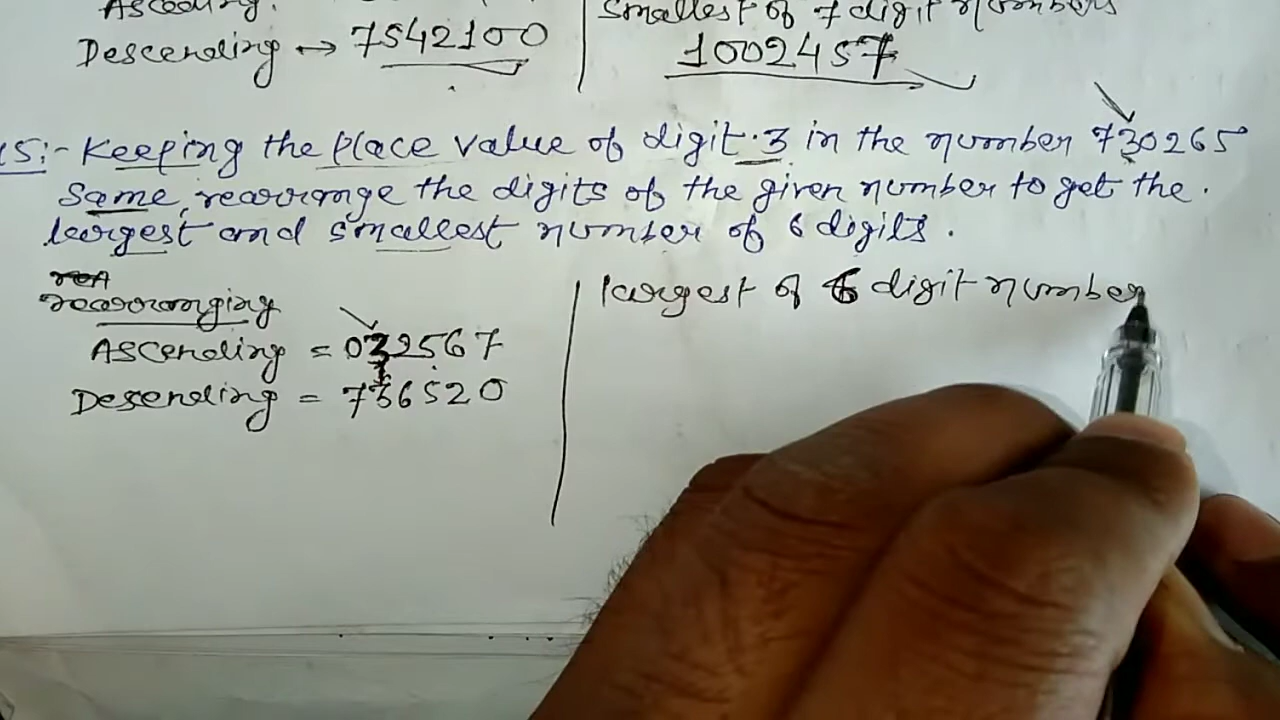 Ascending.
Descending → 7542100
Smallest of 7 digit numbers
1002457
15:- Keeping the place value of digit 3 in the number 730265
Same rearrange the digits of the given number to get the.
largest and smallest number of 6 digits.
rearranging
Ascending = 032567
Descending = 736520
largest of 6 digit number